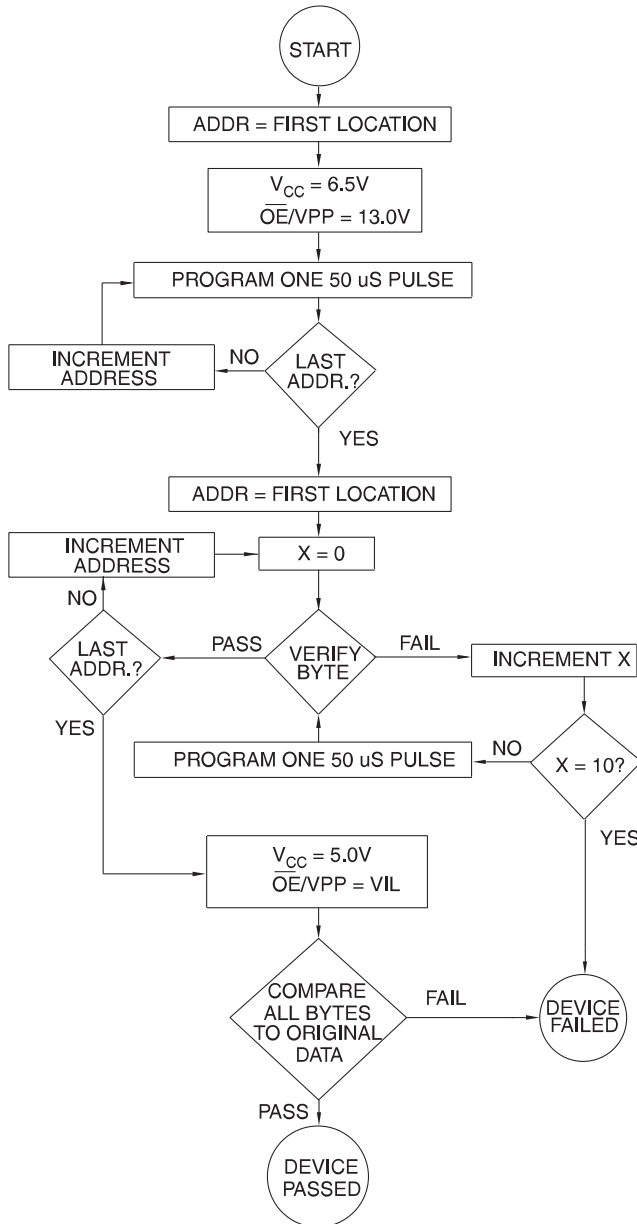 START
ADDR = FIRST LOCATION
VCC = 6.5V
O̅E̅/VPP = 13.0V
PROGRAM ONE 50 uS PULSE
INCREMENT
ADDRESS
NO
LAST
ADDR.?
YES
ADDR = FIRST LOCATION
INCREMENT
ADDRESS
X = 0
NO
LAST
ADDR.?
PASS
VERIFY
BYTE
FAIL
INCREMENT X
YES
PROGRAM ONE 50 uS PULSE
NO
X = 10?
YES
VCC = 5.0V
O̅E̅/VPP = VIL
COMPARE
ALL BYTES
TO ORIGINAL
DATA
FAIL
DEVICE
FAILED
PASS
DEVICE
PASSED